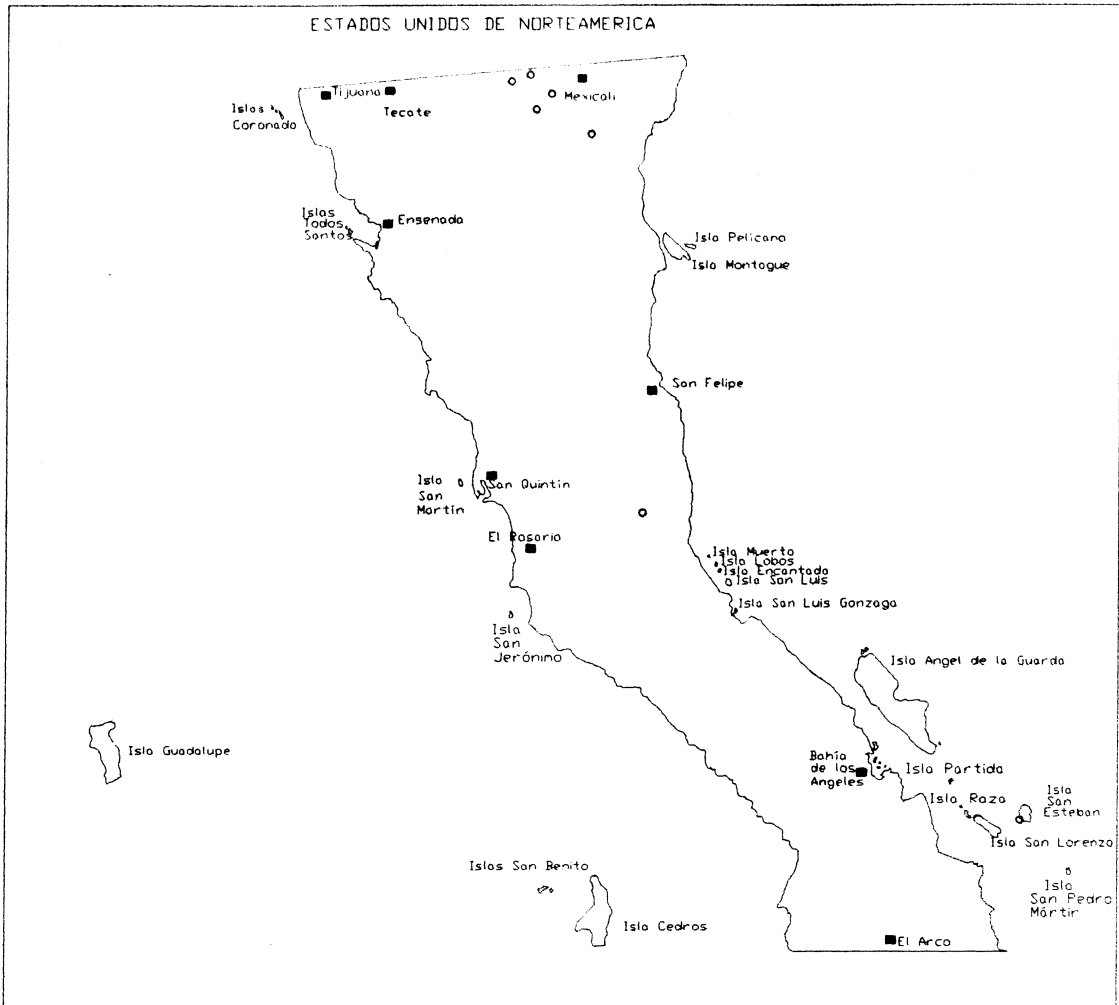 ESTADOS UNIDOS DE NORTEAMERICA
Tijuana
Mexicali
Islas
Coronado
Tecate
Islas
Todos
Santos
Ensenada
Isla Pelicana
Isla Montague
San Felipe
Isla
San
Martín
San Quintin
El Rosario
Isla Muerto
Isla Lobos
Isla Encantada
Isla San Luis
Isla San Luis Gonzaga
Isla
San
Jerónimo
Isla Angel de la Guarda
Isla Guadalupe
Bahía
de los
Angeles
Isla Partida
Isla Raza
Isla
San
Esteban
Isla San Lorenzo
Islas San Benito
Isla
San Pedro
Mártir
Isla Cedros
El Arco